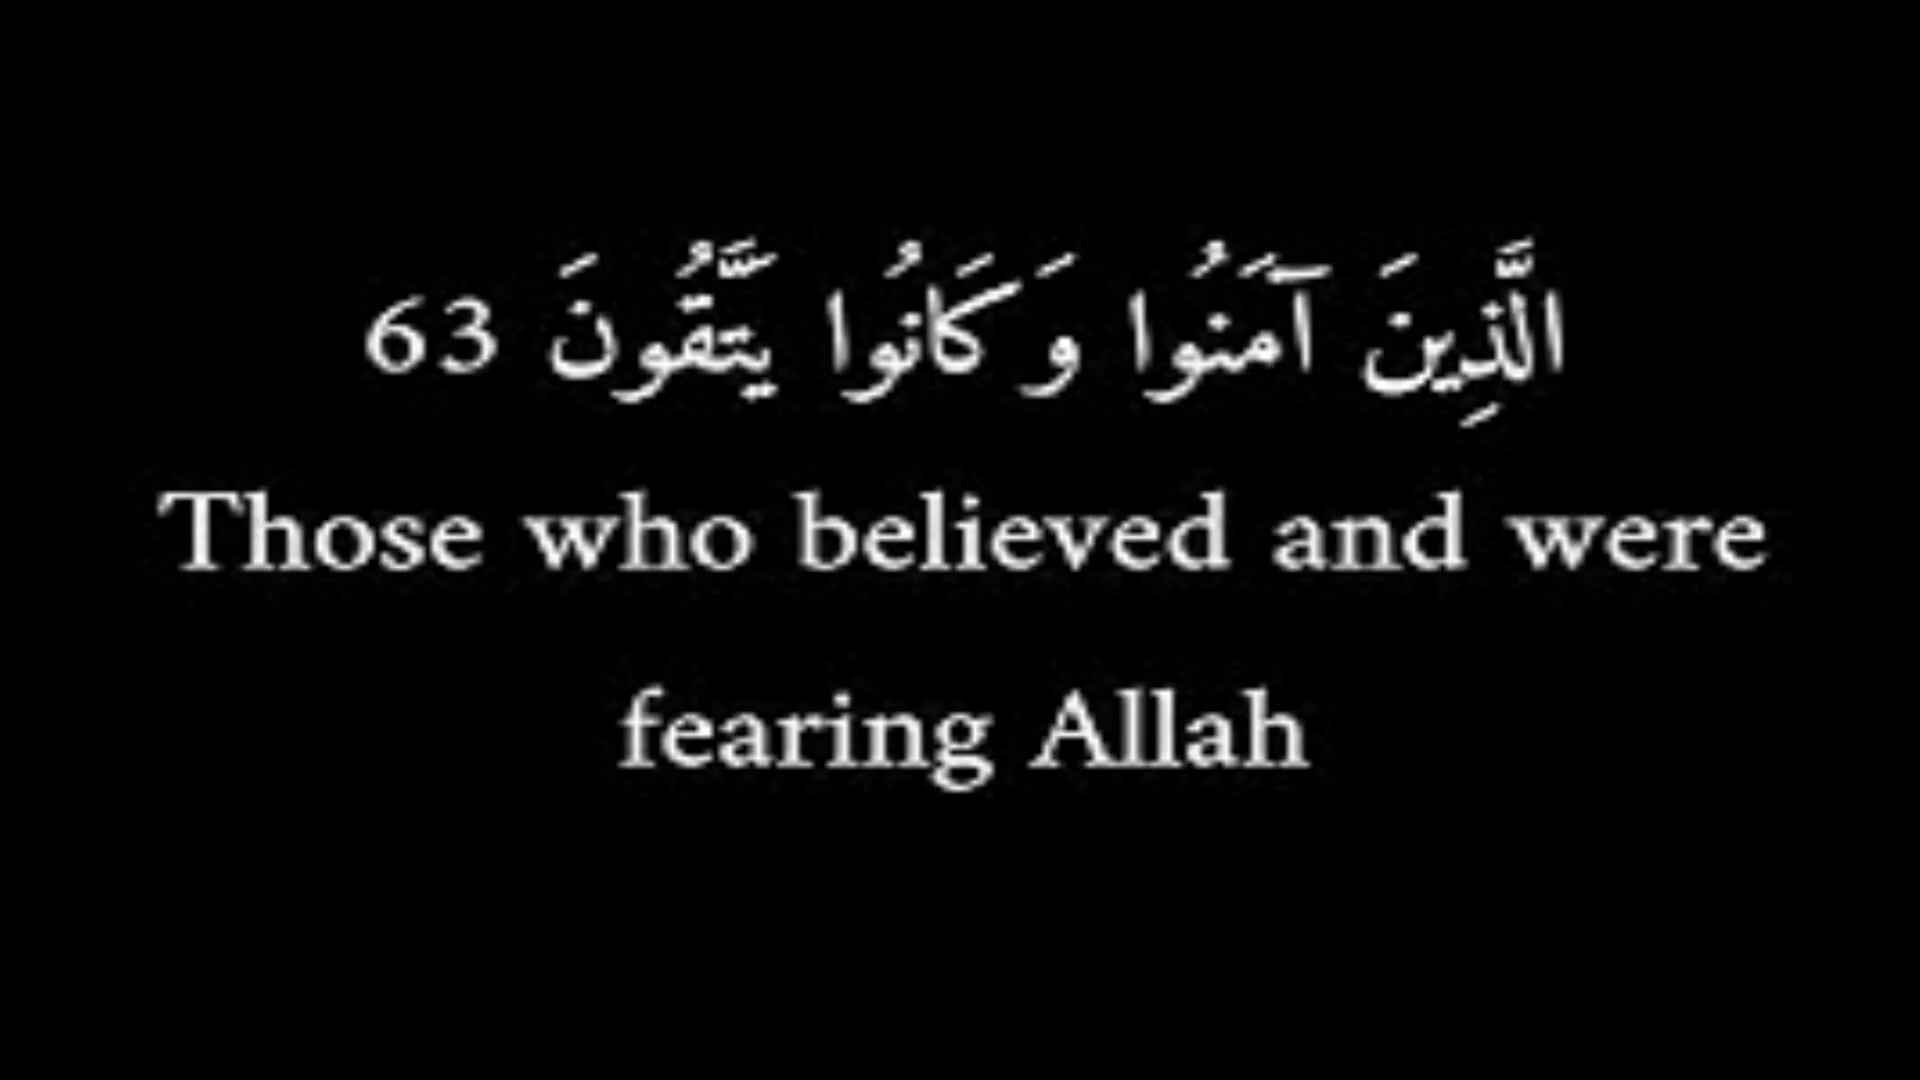 الَّذِينَ آمَنُوا وَكَانُوا يَتَّقُونَ 63
Those who believed and were
fearing Allah